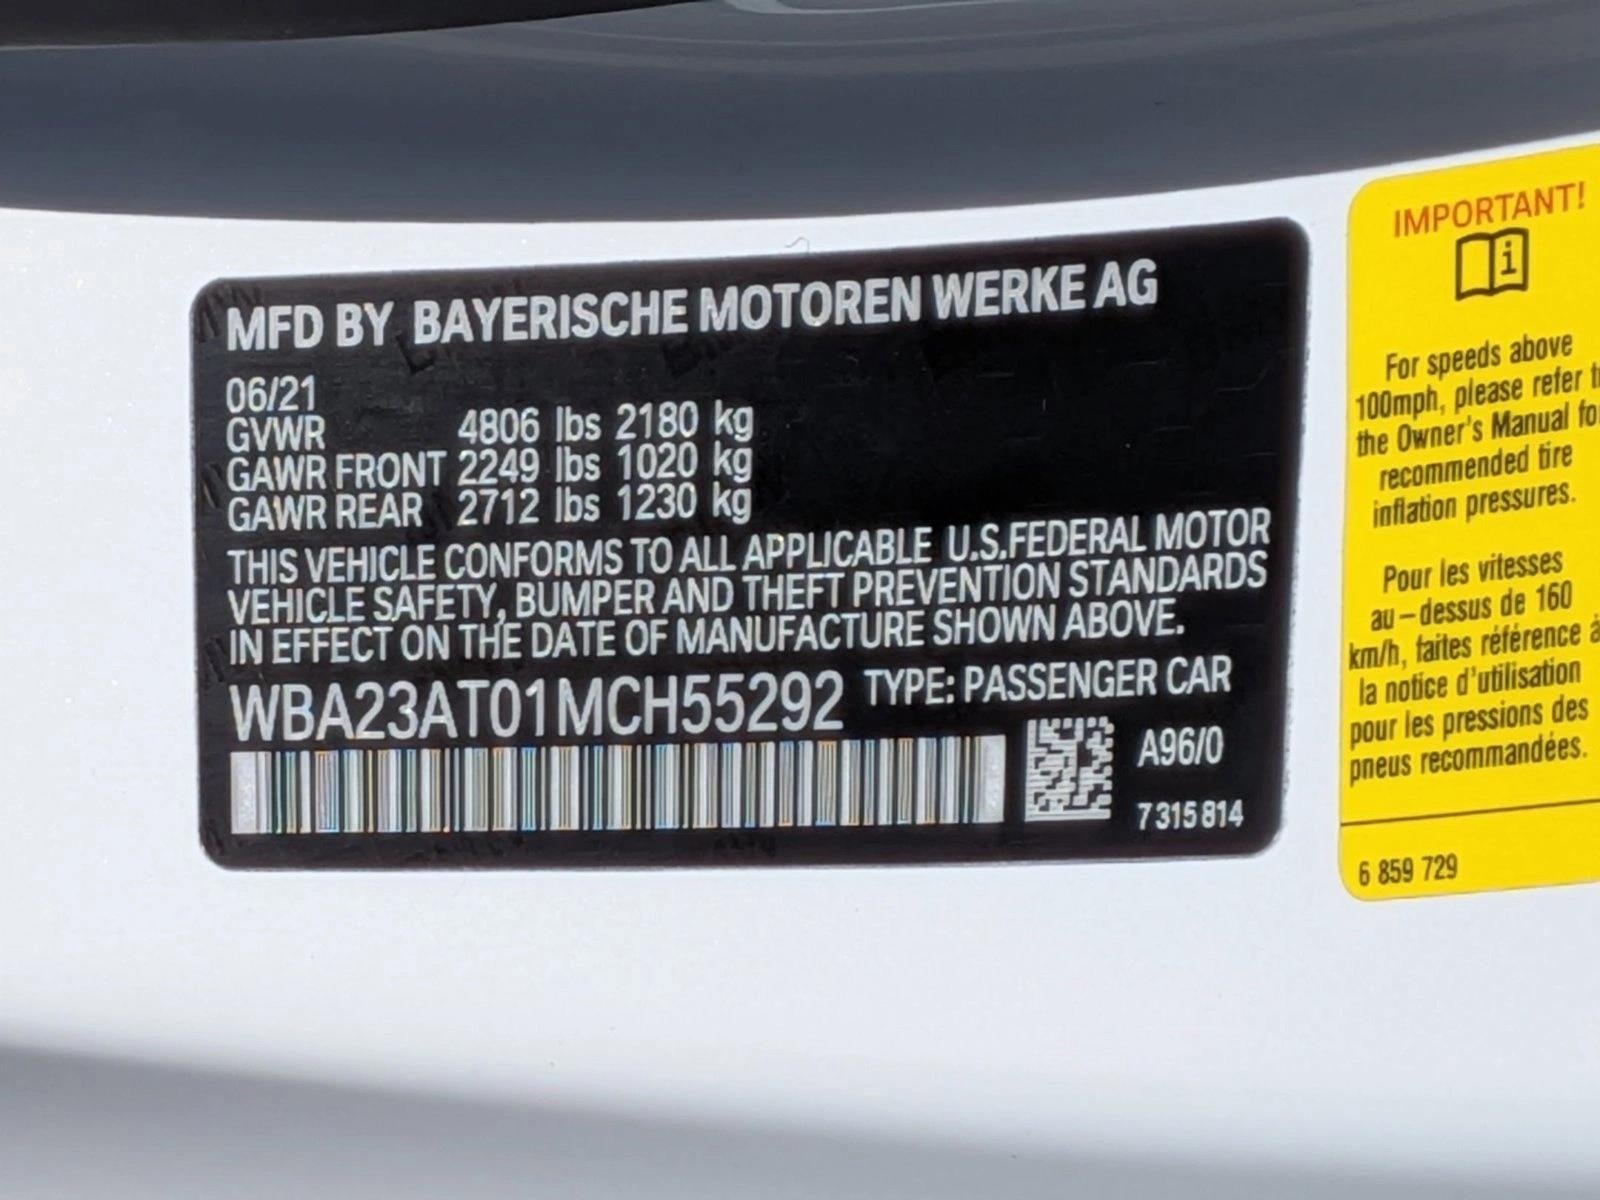 MFD BY BAYERISCHE MOTOREN WERKE AG
06/21
GVWR 4806 lbs 2180 kg
GAWR FRONT 2249 lbs 1020 kg
GAWR REAR 2712 lbs 1230 kg
THIS VEHICLE CONFORMS TO ALL APPLICABLE U.S.FEDERAL MOTOR
VEHICLE SAFETY, BUMPER AND THEFT PREVENTION STANDARDS
IN EFFECT ON THE DATE OF MANUFACTURE SHOWN ABOVE.
WBA23AT01MCH55292 TYPE: PASSENGER CAR
A96/0
7 315 814
IMPORTANT!
i
For speeds above
100mph, please refer
the Owner's Manual
recommended tire
inflation pressures.
Pour les vitesses
au-dessus de 160
km/h, faites référence à
la notice d'utilisation
pour les pressions des
pneus recommandées.
6 859 729